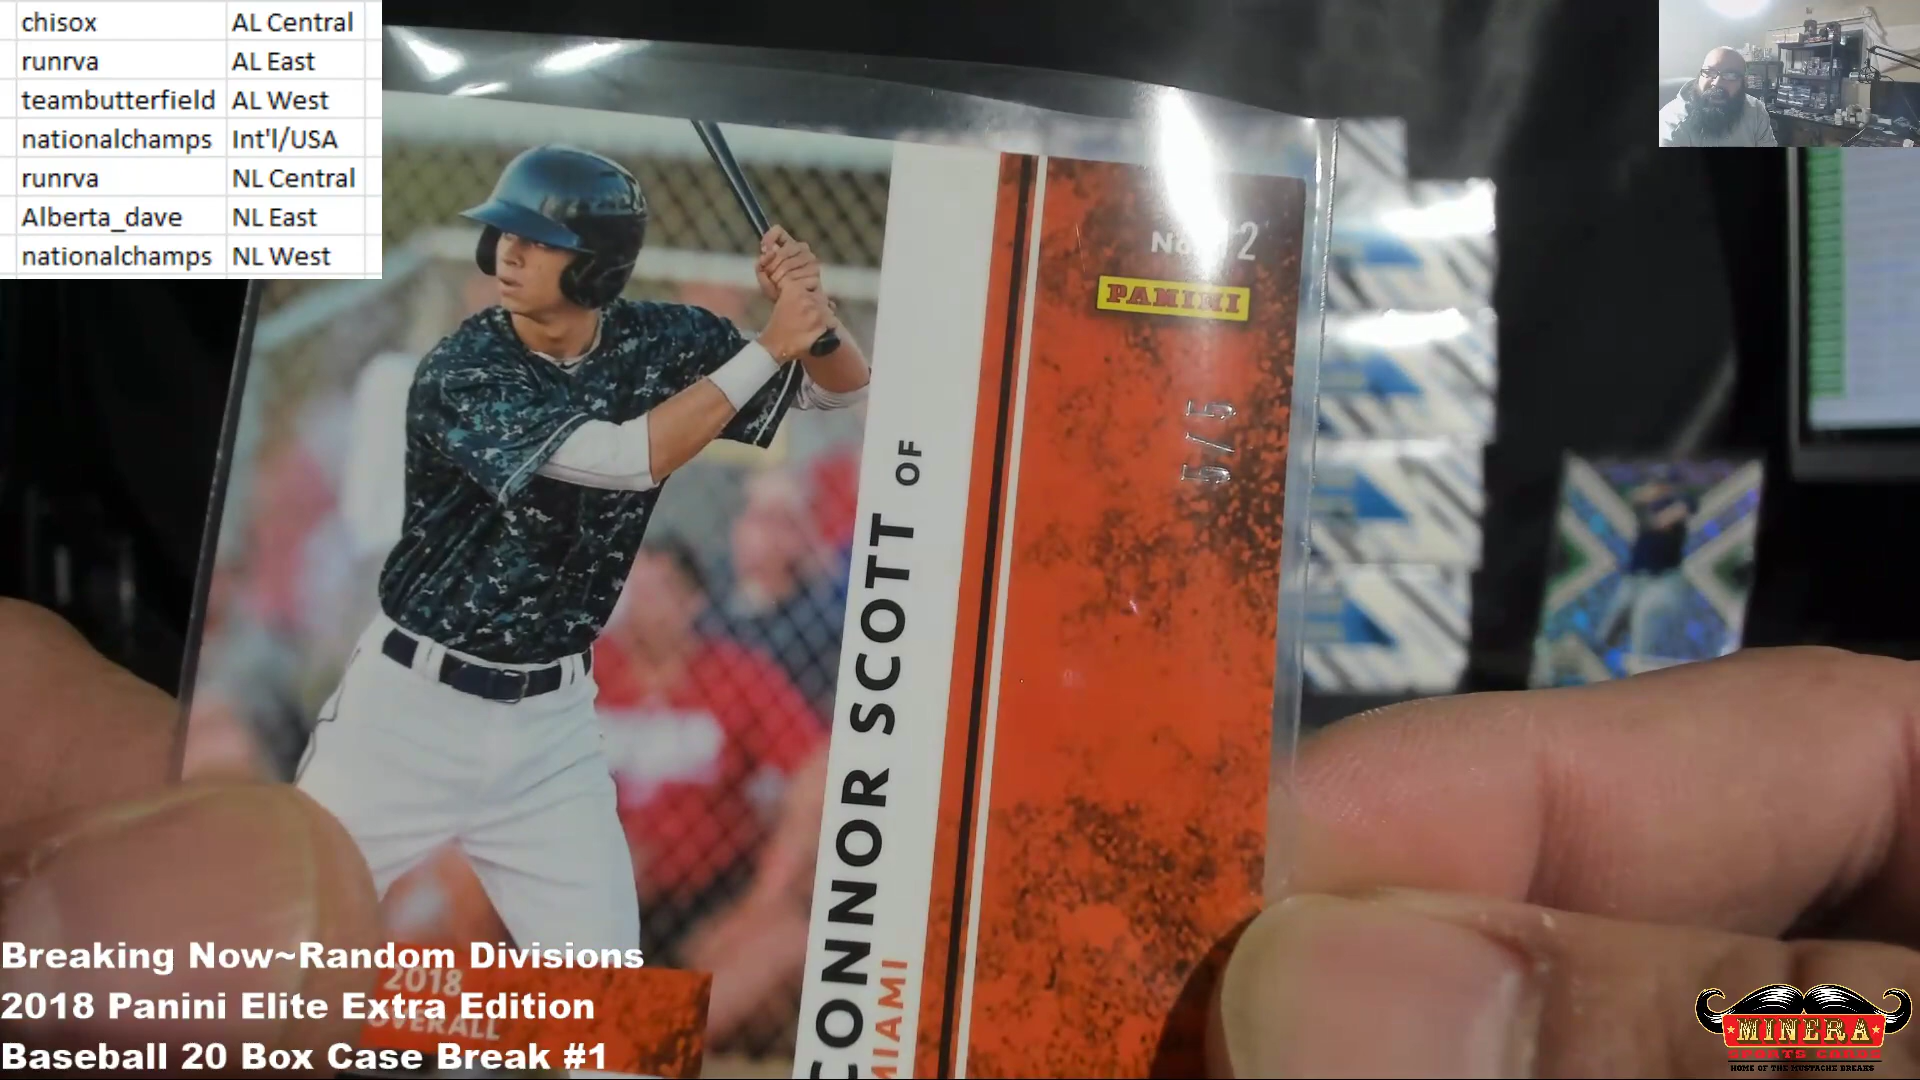 chisox AL Central
runrva AL East
teambutterfield AL West
nationalchamps Int'l/USA
runrva NL Central
Alberta_dave NL East
nationalchamps NL West
PANINI
5/5
CONNOR SCOTT OF
MIAMI
2018
OVERALL
Breaking Now~Random Divisions
2018 Panini Elite Extra Edition
Baseball 20 Box Case Break #1
MINERA
SPORTS CARDS
HOME OF THE MUSTACHE BREAKS